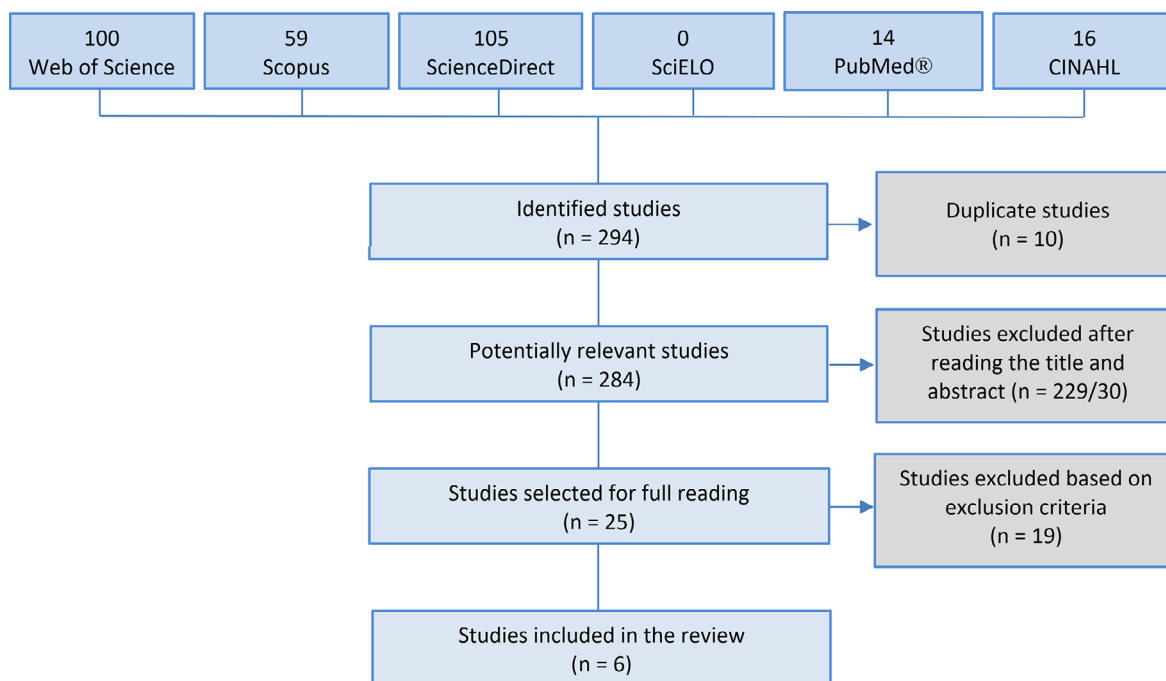 100
Web of Science
59
Scopus
105
ScienceDirect
0
SciELO
14
PubMed®
16
CINAHL
Identified studies
(n = 294)
Duplicate studies
(n = 10)
Potentially relevant studies
(n = 284)
Studies excluded after
reading the title and
abstract (n = 229/30)
Studies selected for full reading
(n = 25)
Studies excluded based on
exclusion criteria
(n = 19)
Studies included in the review
(n = 6)